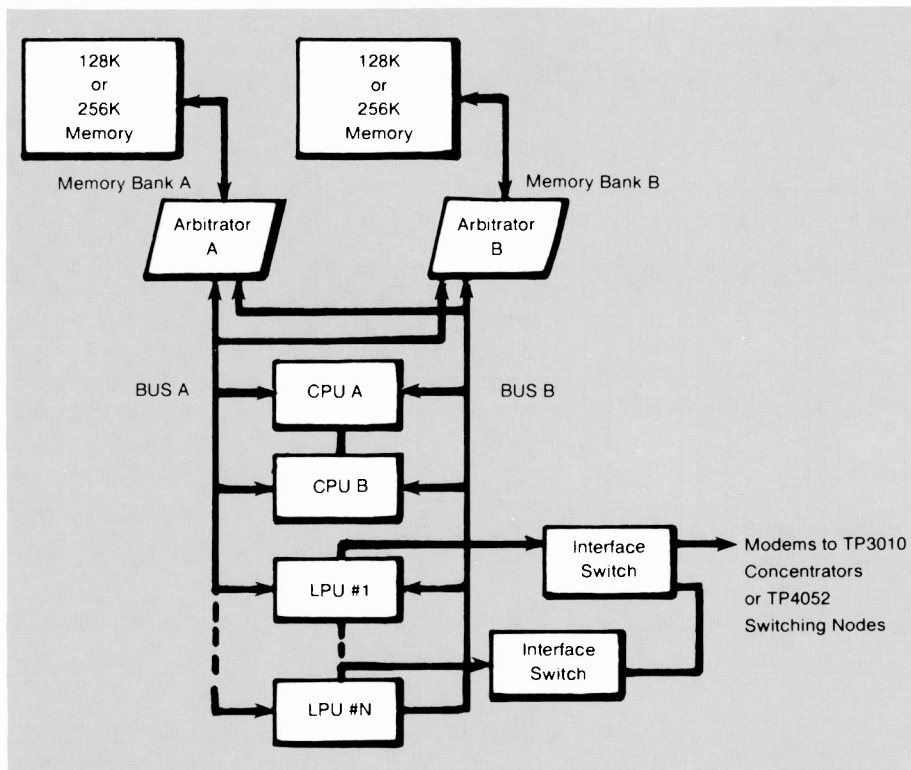 128K
or
256K
Memory
128K
or
256K
Memory
Memory Bank A
Memory Bank B
Arbitrator
A
Arbitrator
B
BUS A
CPU A
BUS B
CPU B
LPU #1
Interface
Switch
Modems to TP3010
Concentrators
or TP4052
Switching Nodes
Interface
Switch
LPU #N